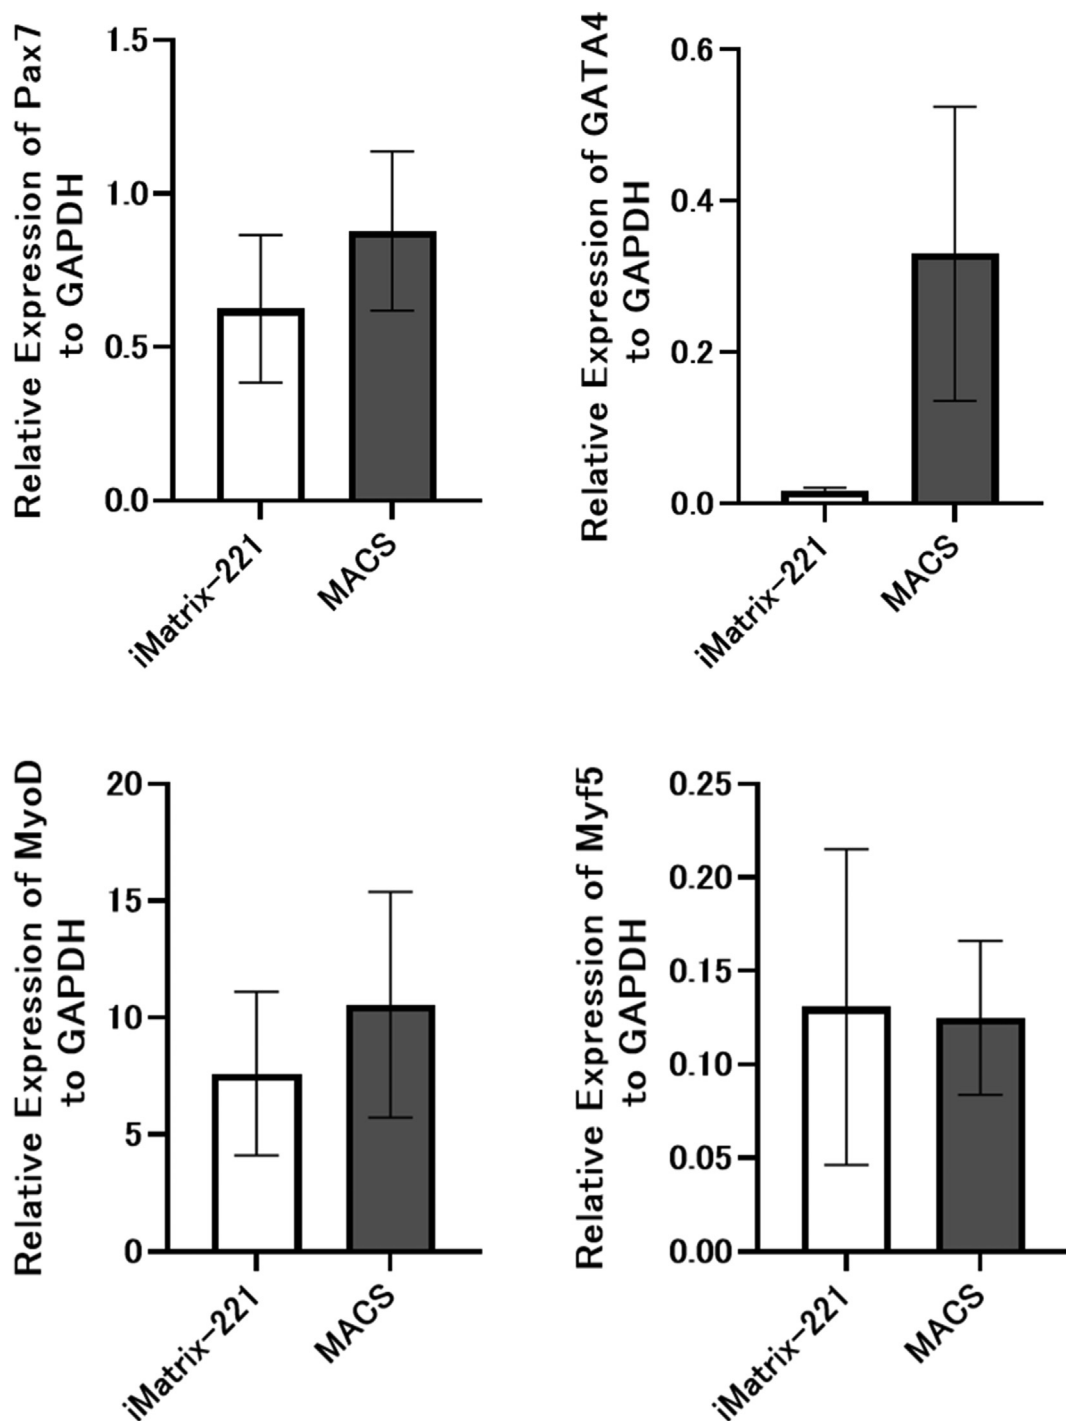 Relative Expression of Pax7
to GAPDH
1.5
1.0
0.5
0.0
iMatrix-221
MACS
Relative Expression of GATA4
to GAPDH
0.6
0.4
0.2
0.0
iMatrix-221
MACS
Relative Expression of MyoD
to GAPDH
20
15
10
5
0
iMatrix-221
MACS
Relative Expression of Myf5
to GAPDH
0.25
0.20
0.15
0.10
0.05
0.00
iMatrix-221
MACS